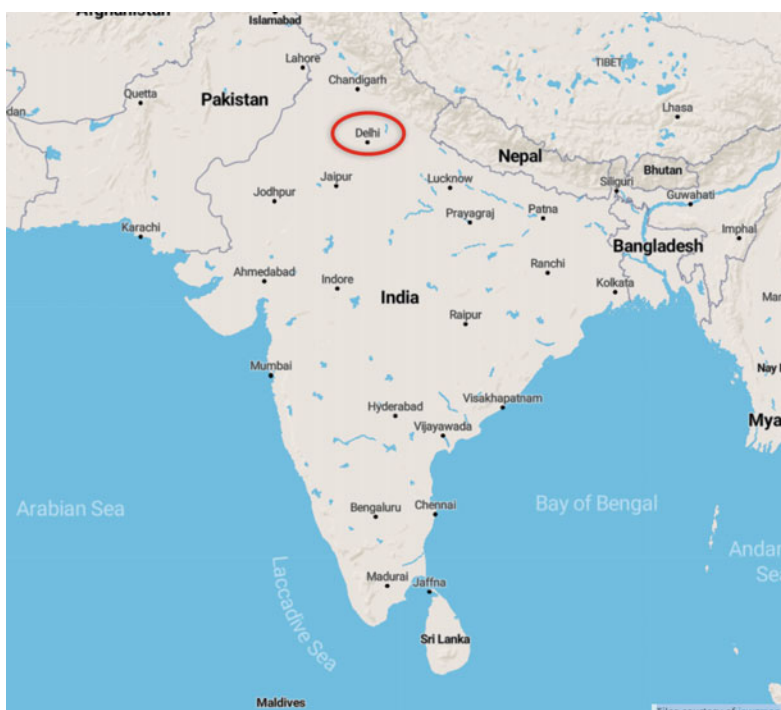 Islamabad
Lahore
Chandigarh
Quetta
Pakistan
TIBET
Lhasa
Delhi
Nepal
Bhutan
Jaipur
Lucknow
Siliguri
Guwahati
Jodhpur
Prayagraj
Patna
Karachi
Bangladesh
Imphal
Ahmedabad
Indore
Ranchi
Kolkata
India
Raipur
Mumbai
Hyderabad
Visakhapatnam
Vijayawada
Mya
Arabian Sea
Bengaluru
Chennai
Bay of Bengal
Laccadive Sea
Madurai
Jaffna
Sri Lanka
Maldives